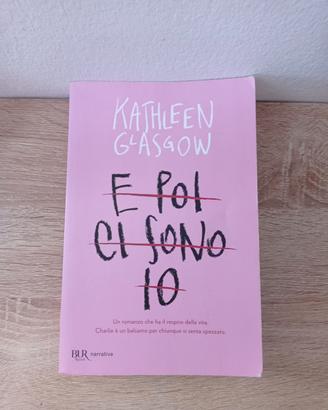 KATHLEEN
GLASGOW
E POI
CI SONO
IO
Un romanzo che ha il respiro della vita.
Charlie è un balsamo per chiunque si senta spezzato.
BUR narrativa